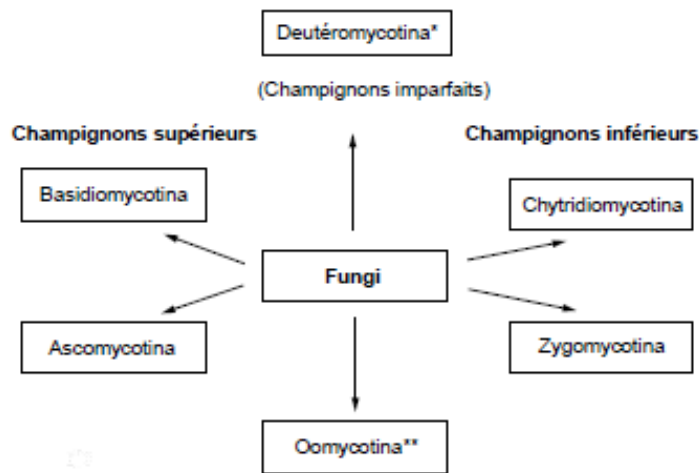 Deutéromycotina*
(Champignons imparfaits)
Champignons supérieurs
Champignons inférieurs
Basidiomycotina
Chytridiomycotina
Fungi
Ascomycotina
Zygomycotina
Oomycotina**